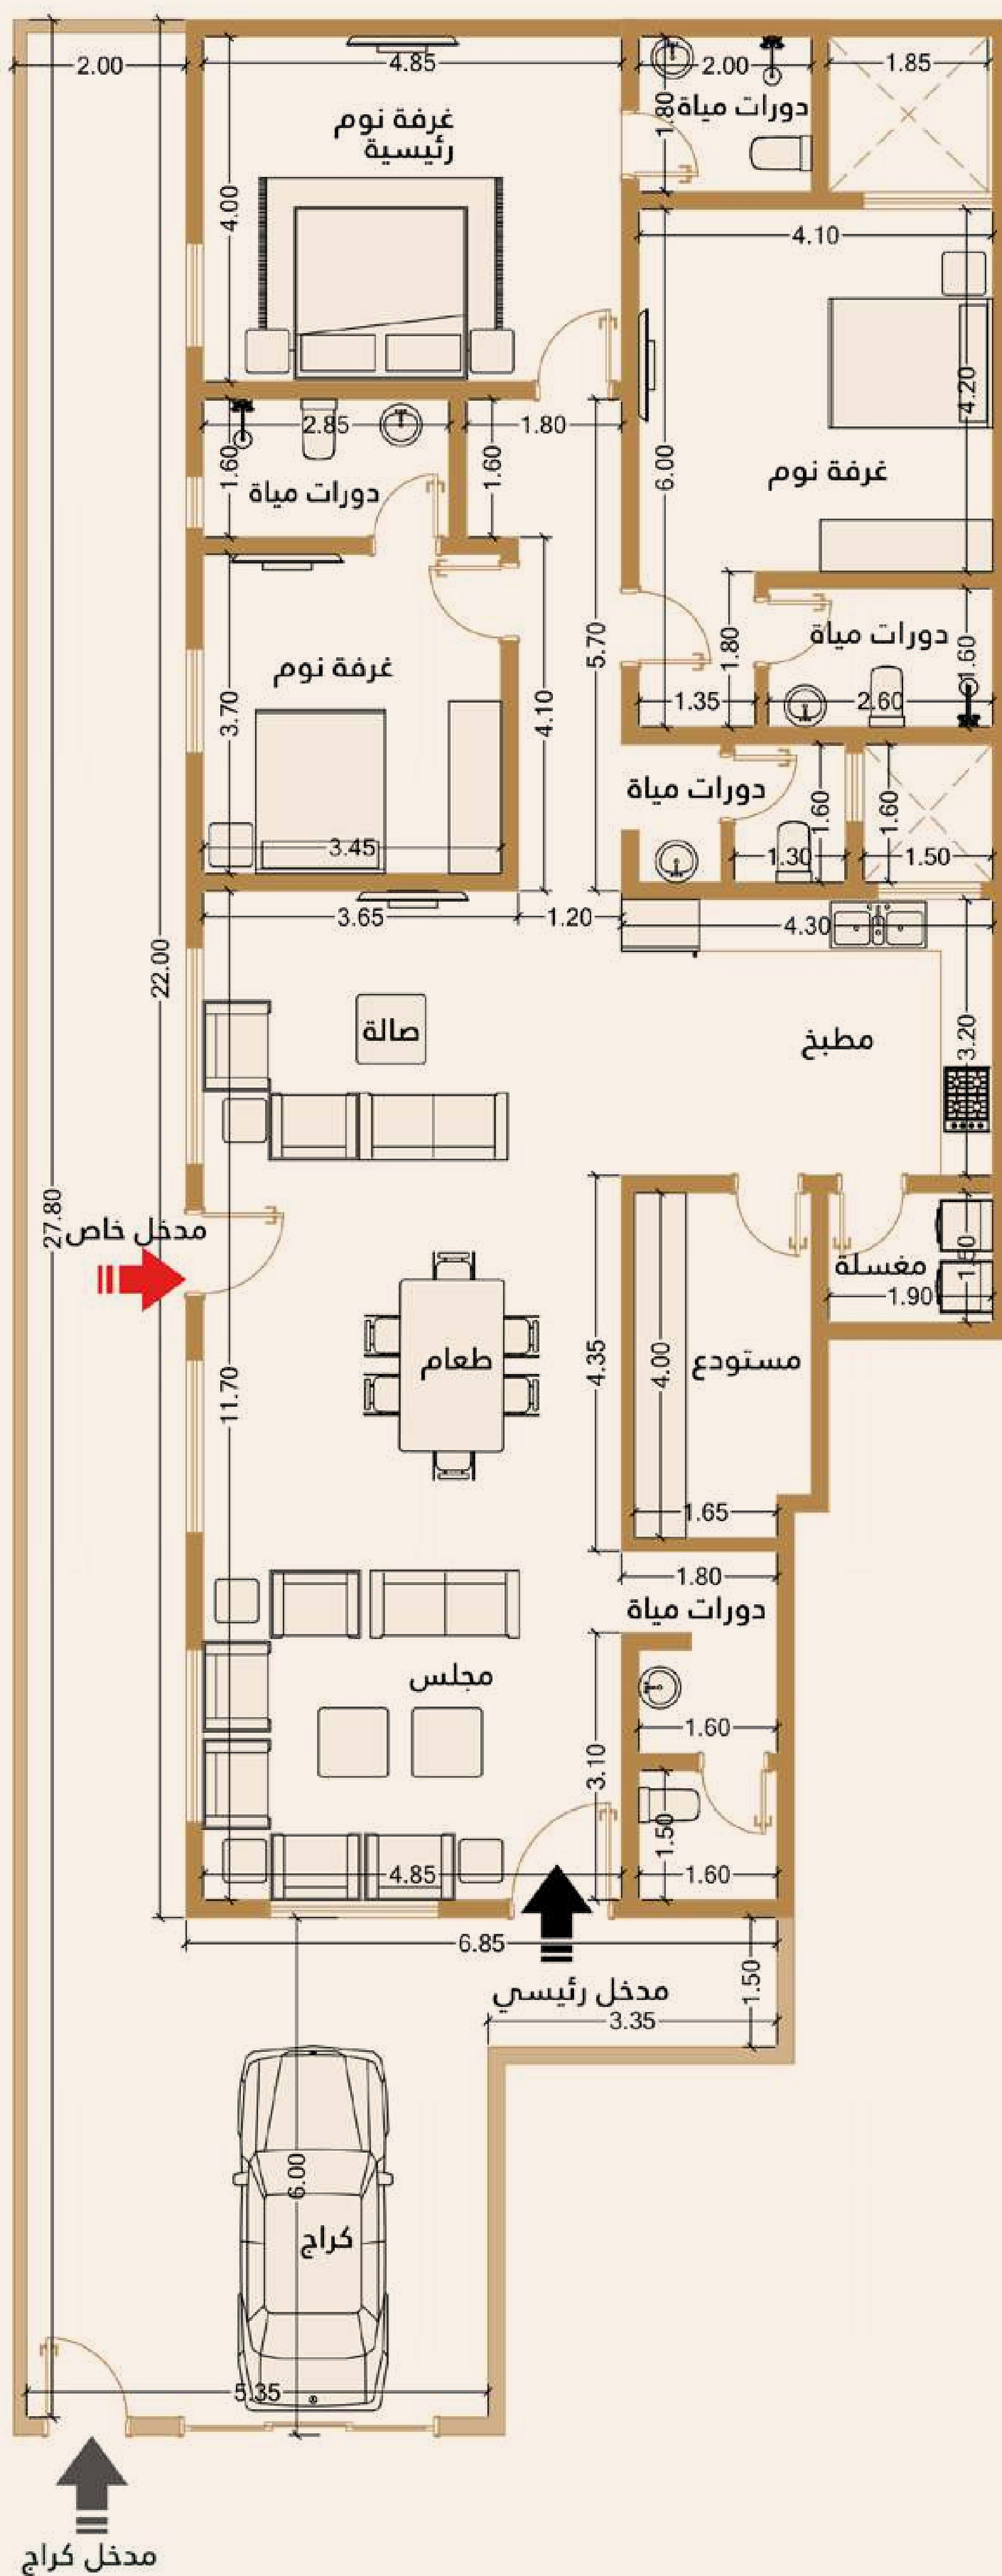 2.00
4.85
2.00
1.85
1.80
دورات مياة
غرفة نوم
رئيسية
4.00
4.10
4.20
6.00
غرفة نوم
2.85
1.80
1.60
1.60
دورات مياة
5.70
1.80
دورات مياة
1.60
غرفة نوم
3.70
4.10
1.35
2.60
دورات مياة
1.60
1.60
1.30
1.50
3.45
3.65
1.20
4.30
22.00
صالة
مطبخ
3.20
27.80
مدخل خاص
مغسلة
1.90
طعام
4.35
4.00
مستودع
11.70
1.65
1.80
دورات مياة
مجلس
1.60
3.10
1.50
4.85
1.60
6.85
1.50
مدخل رئيسي
3.35
6.00
كراج
5.35
مدخل كراج